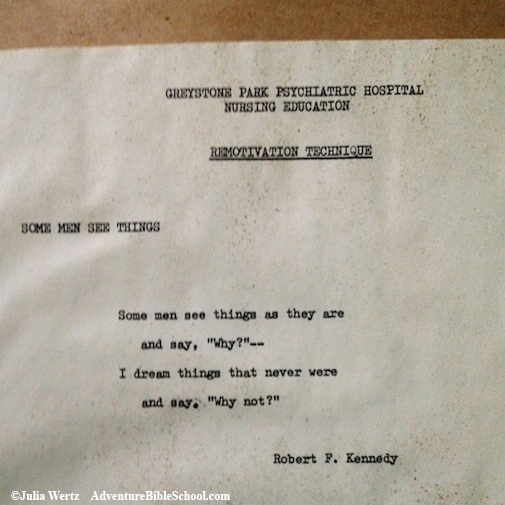 GREYSTONE PARK PSYCHIATRIC HOSPITAL
NURSING EDUCATION
REMOTIVATION TECHNIQUE
SOME MEN SEE THINGS
Some men see things as they are
and say, "Why?"--
I dream things that never were
and say. "Why not?"
Robert F. Kennedy
©Julia Wertz AdventureBibleSchool.com